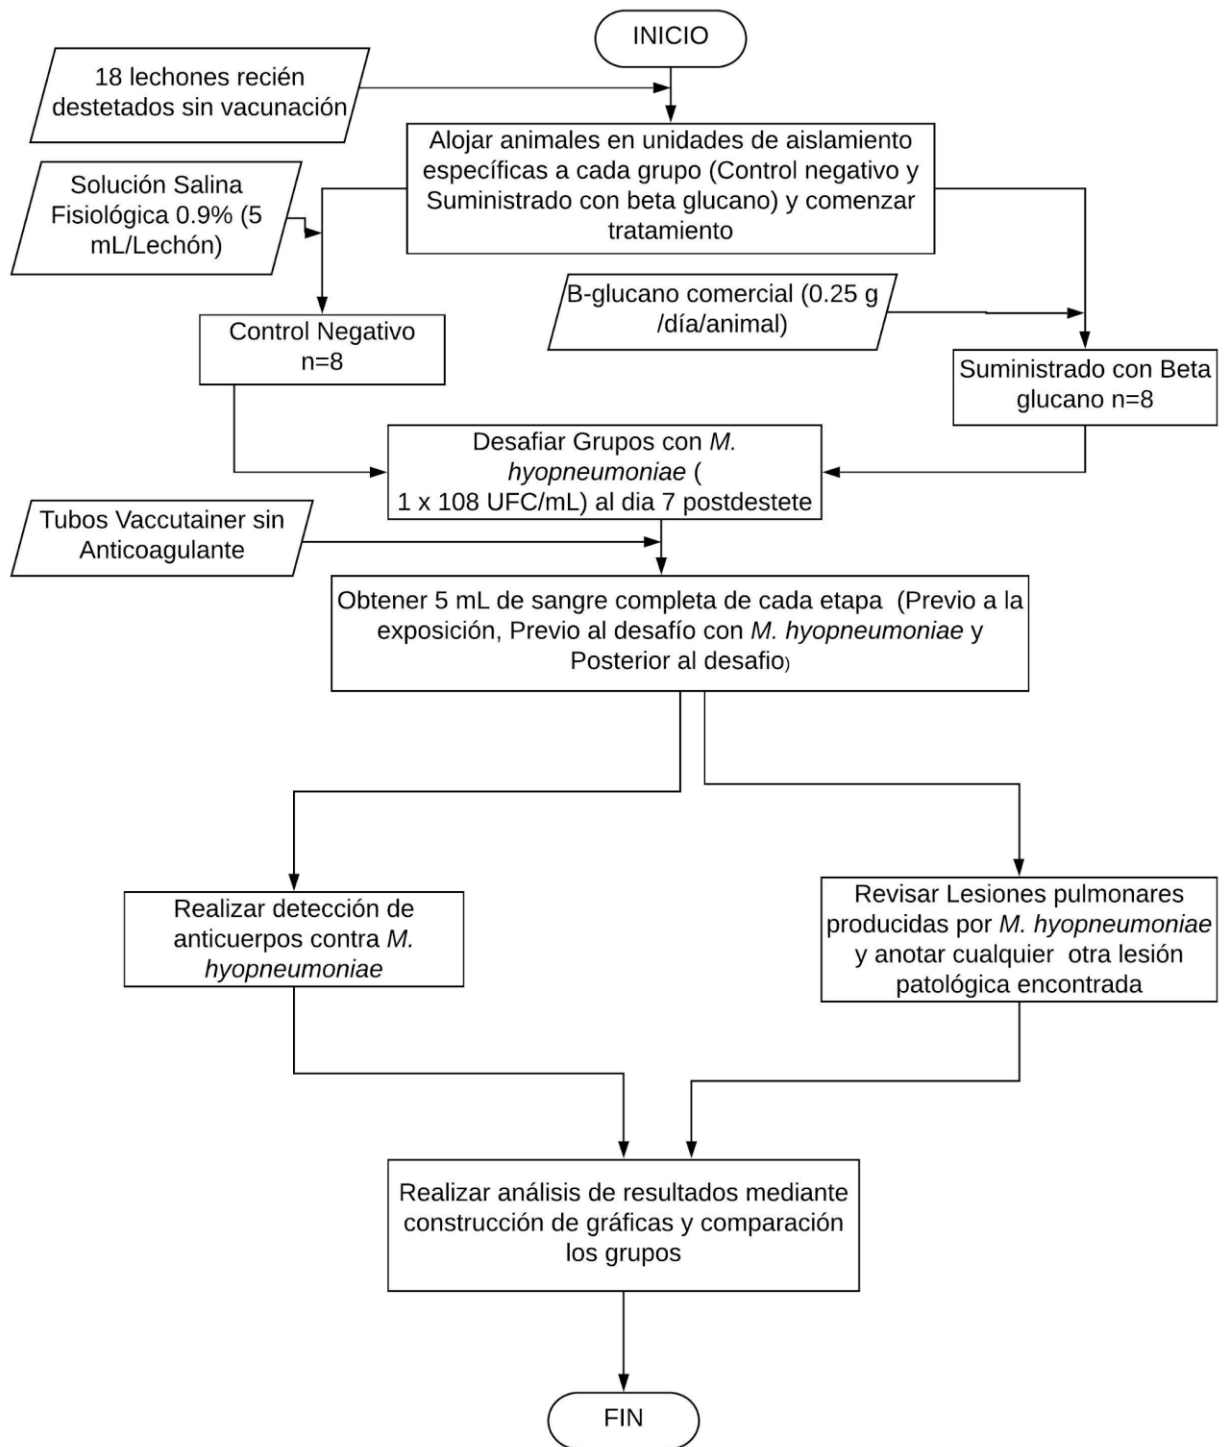 INICIO
18 lechones recién
destetados sin vacunación
Alojar animales en unidades de aislamiento
específicas a cada grupo (Control negativo y
Suministrado con beta glucano) y comenzar
tratamiento
Solución Salina
Fisiológica 0.9% (5
mL/Lechón)
B-glucano comercial (0.25 g
/día/animal)
Control Negativo
n=8
Suministrado con Beta
glucano n=8
Desafiar Grupos con M.
hyopneumoniae (
1 x 108 UFC/mL) al dia 7 postdestete
Tubos Vaccutainer sin
Anticoagulante
Obtener 5 mL de sangre completa de cada etapa (Previo a la
exposición, Previo al desafío con M. hyopneumoniae y
Posterior al desafio)
Realizar detección de
anticuerpos contra M.
hyopneumoniae
Revisar Lesiones pulmonares
producidas por M. hyopneumoniae
y anotar cualquier otra lesión
patológica encontrada
Realizar análisis de resultados mediante
construcción de gráficas y comparación
los grupos
FIN